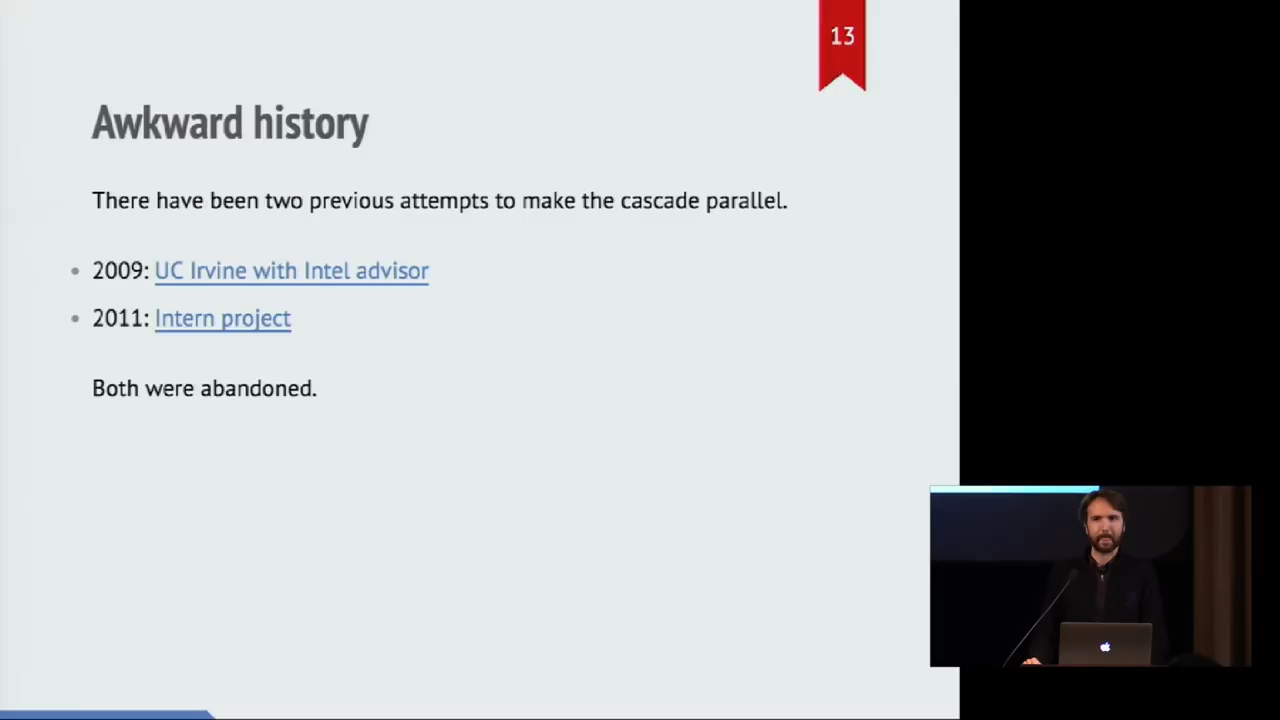 13
Awkward history
There have been two previous attempts to make the cascade parallel.
2009: UC Irvine with Intel advisor
2011: Intern project
Both were abandoned.